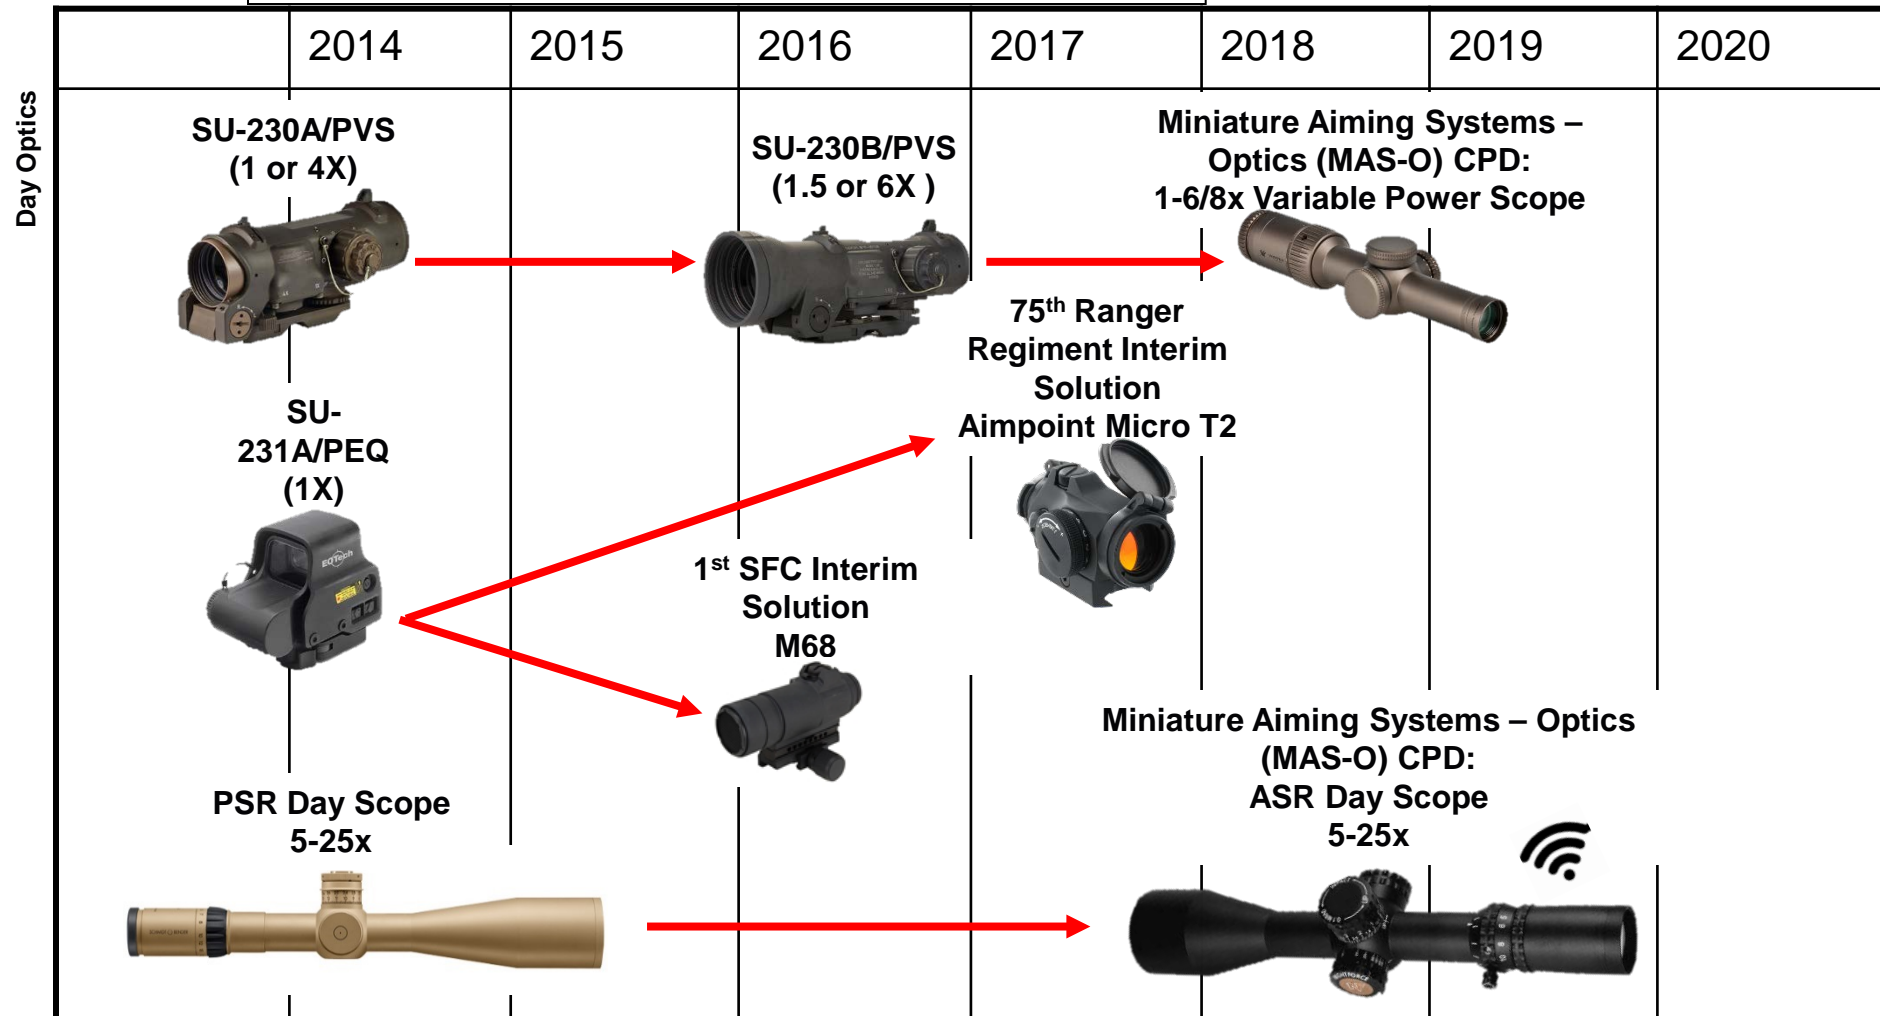 2014
2015
2016
2017
2018
2019
2020
Day Optics
SU-230A/PVS
(1 or 4X)
SU-230B/PVS
(1.5 or 6X )
Miniature Aiming Systems –
Optics (MAS-O) CPD:
1-6/8x Variable Power Scope
75th Ranger
Regiment Interim
Solution
Aimpoint Micro T2
SU-
231A/PEQ
(1X)
EOTech
1st SFC Interim
Solution
M68
PSR Day Scope
5-25x
Miniature Aiming Systems – Optics
(MAS-O) CPD:
ASR Day Scope
5-25x
NIGHTFORCE